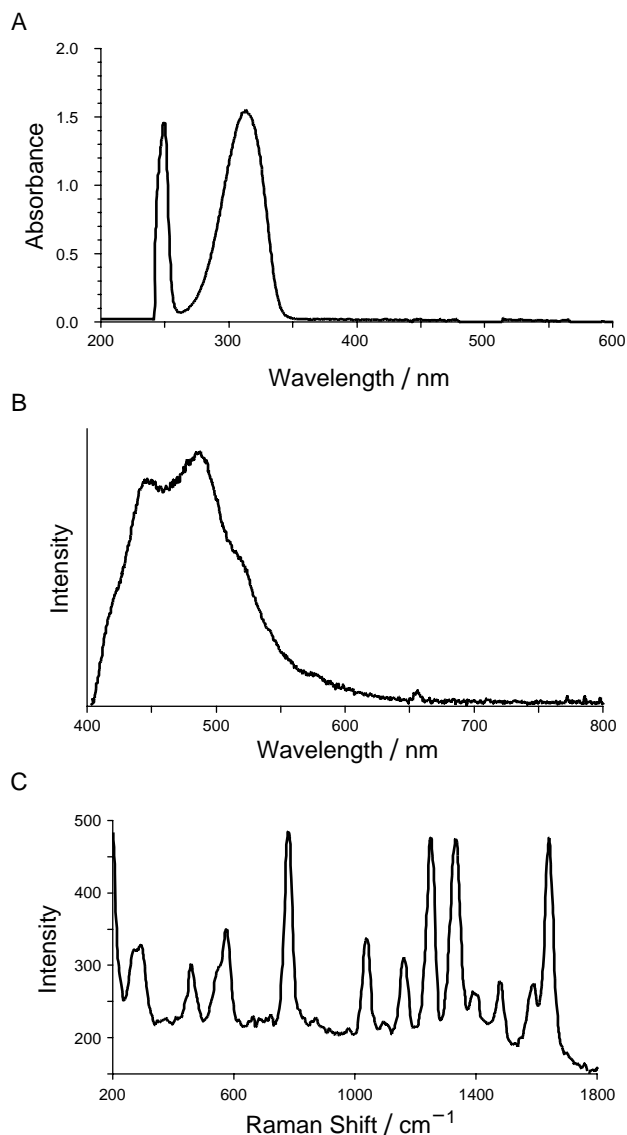 A
2.0
1.5
1.0
0.5
0.0
Absorbance
200 300 400 500 600
Wavelength / nm
B
Intensity
400 500 600 700 800
Wavelength / nm
C
500
400
300
200
Intensity
200 600 1000 1400 1800
Raman Shift / cm⁻¹